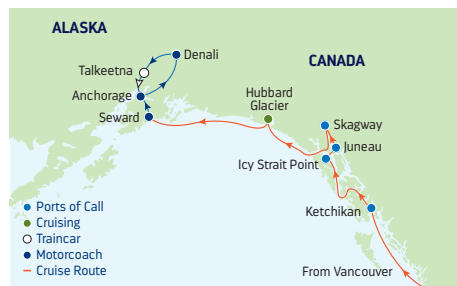 ALASKA
Denali
Talkeetna
CANADA
Anchorage
Hubbard
Glacier
Seward
Skagway
Juneau
Icy Strait Point
Ketchikan
Ports of Call
Cruising
Traincar
Motorcoach
Cruise Route
From Vancouver